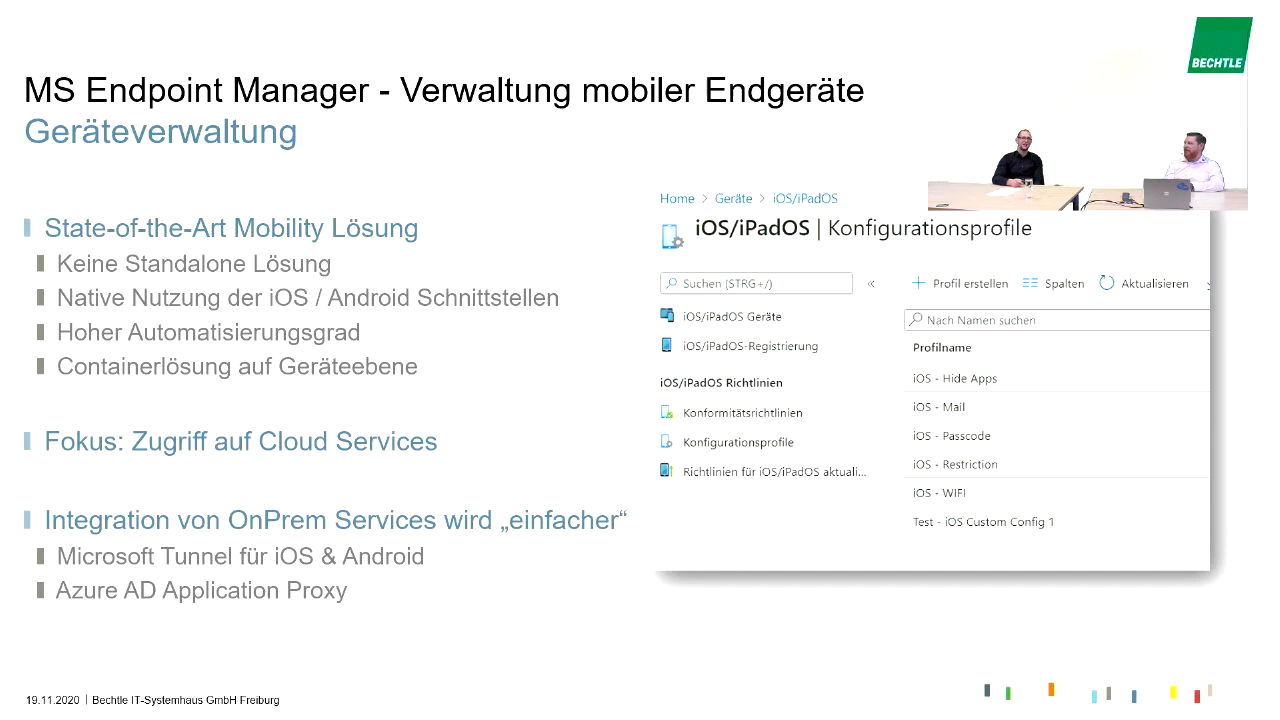 BECHTLE
MS Endpoint Manager - Verwaltung mobiler Endgeräte
Geräteverwaltung
State-of-the-Art Mobility Lösung
Keine Standalone Lösung
Native Nutzung der iOS / Android Schnittstellen
Hoher Automatisierungsgrad
Containerlösung auf Geräteebene
Fokus: Zugriff auf Cloud Services
Integration von OnPrem Services wird „einfacher“
Microsoft Tunnel für iOS & Android
Azure AD Application Proxy
Home > Geräte > iOS/iPadOS
iOS/iPadOS | Konfigurationsprofile
Suchen (STRG+/) «
iOS/iPadOS Geräte
iOS/iPadOS-Registrierung
iOS/iPadOS Richtlinien
Konformitätsrichtlinien
Konfigurationsprofile
Richtlinien für iOS/iPadOS aktuali...
Profil erstellen Spalten Aktualisieren
Nach Namen suchen
Profilname
iOS - Hide Apps
iOS - Mail
iOS - Passcode
iOS - Restriction
iOS - WIFI
Test - iOS Custom Config 1
19.11.2020 | Bechtle IT-Systemhaus GmbH Freiburg